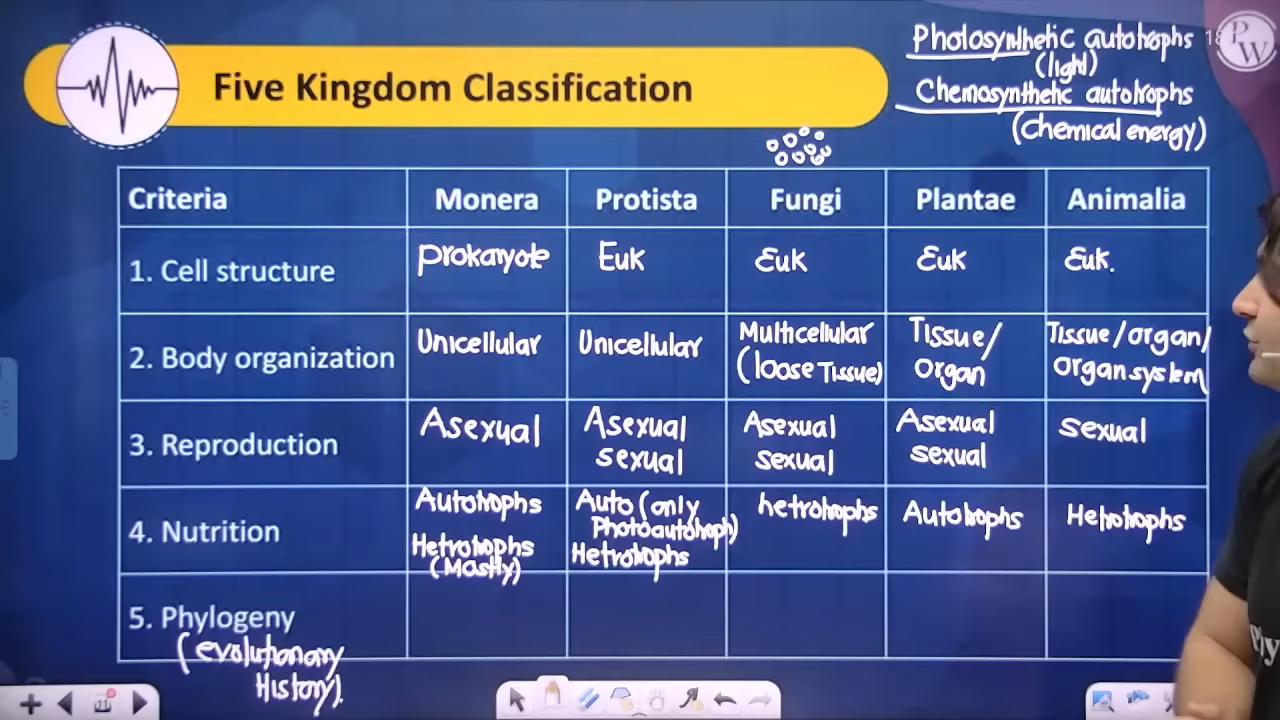 Pholosynthetic autotrophs
(light)
Chemosynthetic autotrophs
(Chemical energy)
18
PW
Five Kingdom Classification
Criteria Monera Protista Fungi Plantae Animalia
1. Cell structure Prokaryote Euk Euk Euk Euk.
2. Body organization Unicellular Unicellular Multicellular (loose Tissue) Tissue/ organ Tissue/organ/ organ system
3. Reproduction Asexual Asexual sexual Asexual sexual Asexual sexual sexual
4. Nutrition Autotrophs Hetrotrophs (Mostly) Auto (only Photoautotroph) Hetrotrophs hetrotrophs Autotrophs Hetrotrophs
5. Phylogeny
(evolutionary
History).